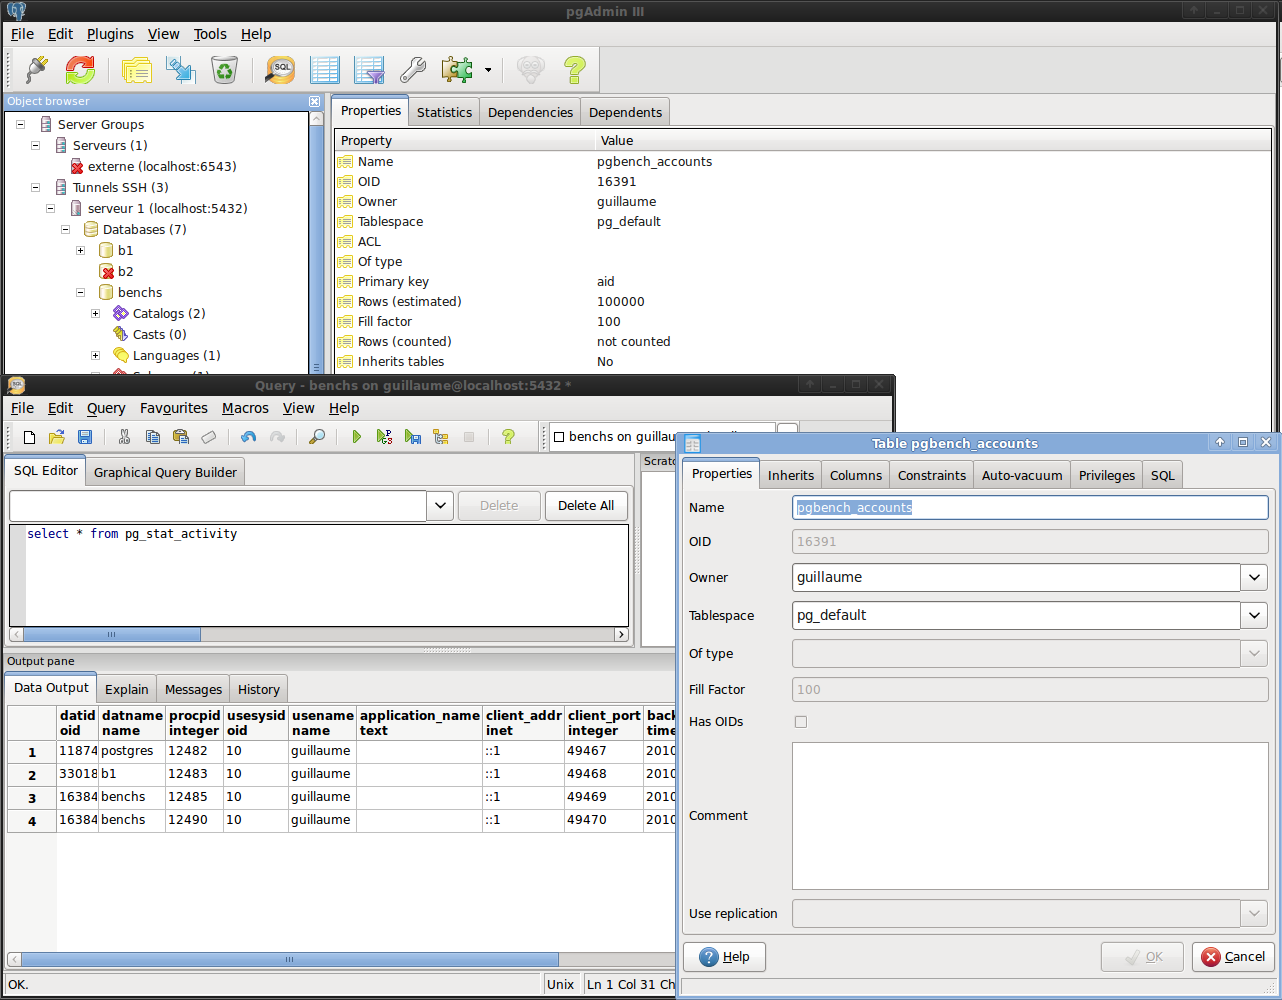 pgAdmin III
File Edit Plugins View Tools Help
SQL
Object browser
Server Groups
Serveurs (1)
externe (localhost:6543)
Tunnels SSH (3)
serveur 1 (localhost:5432)
Databases (7)
b1
b2
benchs
Catalogs (2)
Casts (0)
Languages (1)
Properties Statistics Dependencies Dependents
Property Value
Name pgbench_accounts
OID 16391
Owner guillaume
Tablespace pg_default
ACL
Of type
Primary key aid
Rows (estimated) 100000
Fill factor 100
Rows (counted) not counted
Inherits tables No
Query - benchs on guillaume@localhost:5432 *
File Edit Query Favourites Macros View Help
benchs on
SQL Editor Graphical Query Builder
Delete Delete All
select * from pg_stat_activity
Output pane
Data Output Explain Messages History
datid datname procpid usesysid usename application_name client_addr client_port
oid name integer oid name text inet integer
1 11874 postgres 12482 10 guillaume ::1 49467 2010
2 33018 b1 12483 10 guillaume ::1 49468 2010
3 16384 benchs 12485 10 guillaume ::1 49469 2010
4 16384 benchs 12490 10 guillaume ::1 49470 2010
OK. Unix Ln 1 Col 31
Table pgbench_accounts
Properties Inherits Columns Constraints Auto-vacuum Privileges SQL
Name pgbench_accounts
OID 16391
Owner guillaume
Tablespace pg_default
Of type
Fill Factor 100
Has OIDs
Comment
Use replication
Help OK Cancel